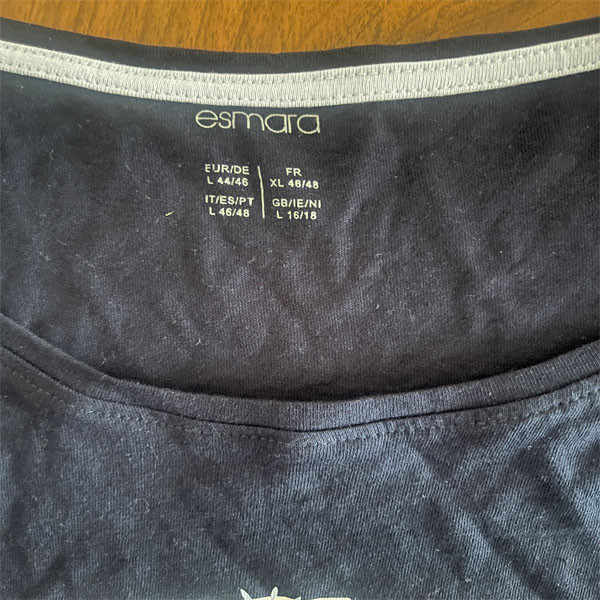 esmara
EUR/DE
L 44/46
FR
XL 46/48
IT/ES/PT
L 46/48
GB/IE/NI
L 16/18